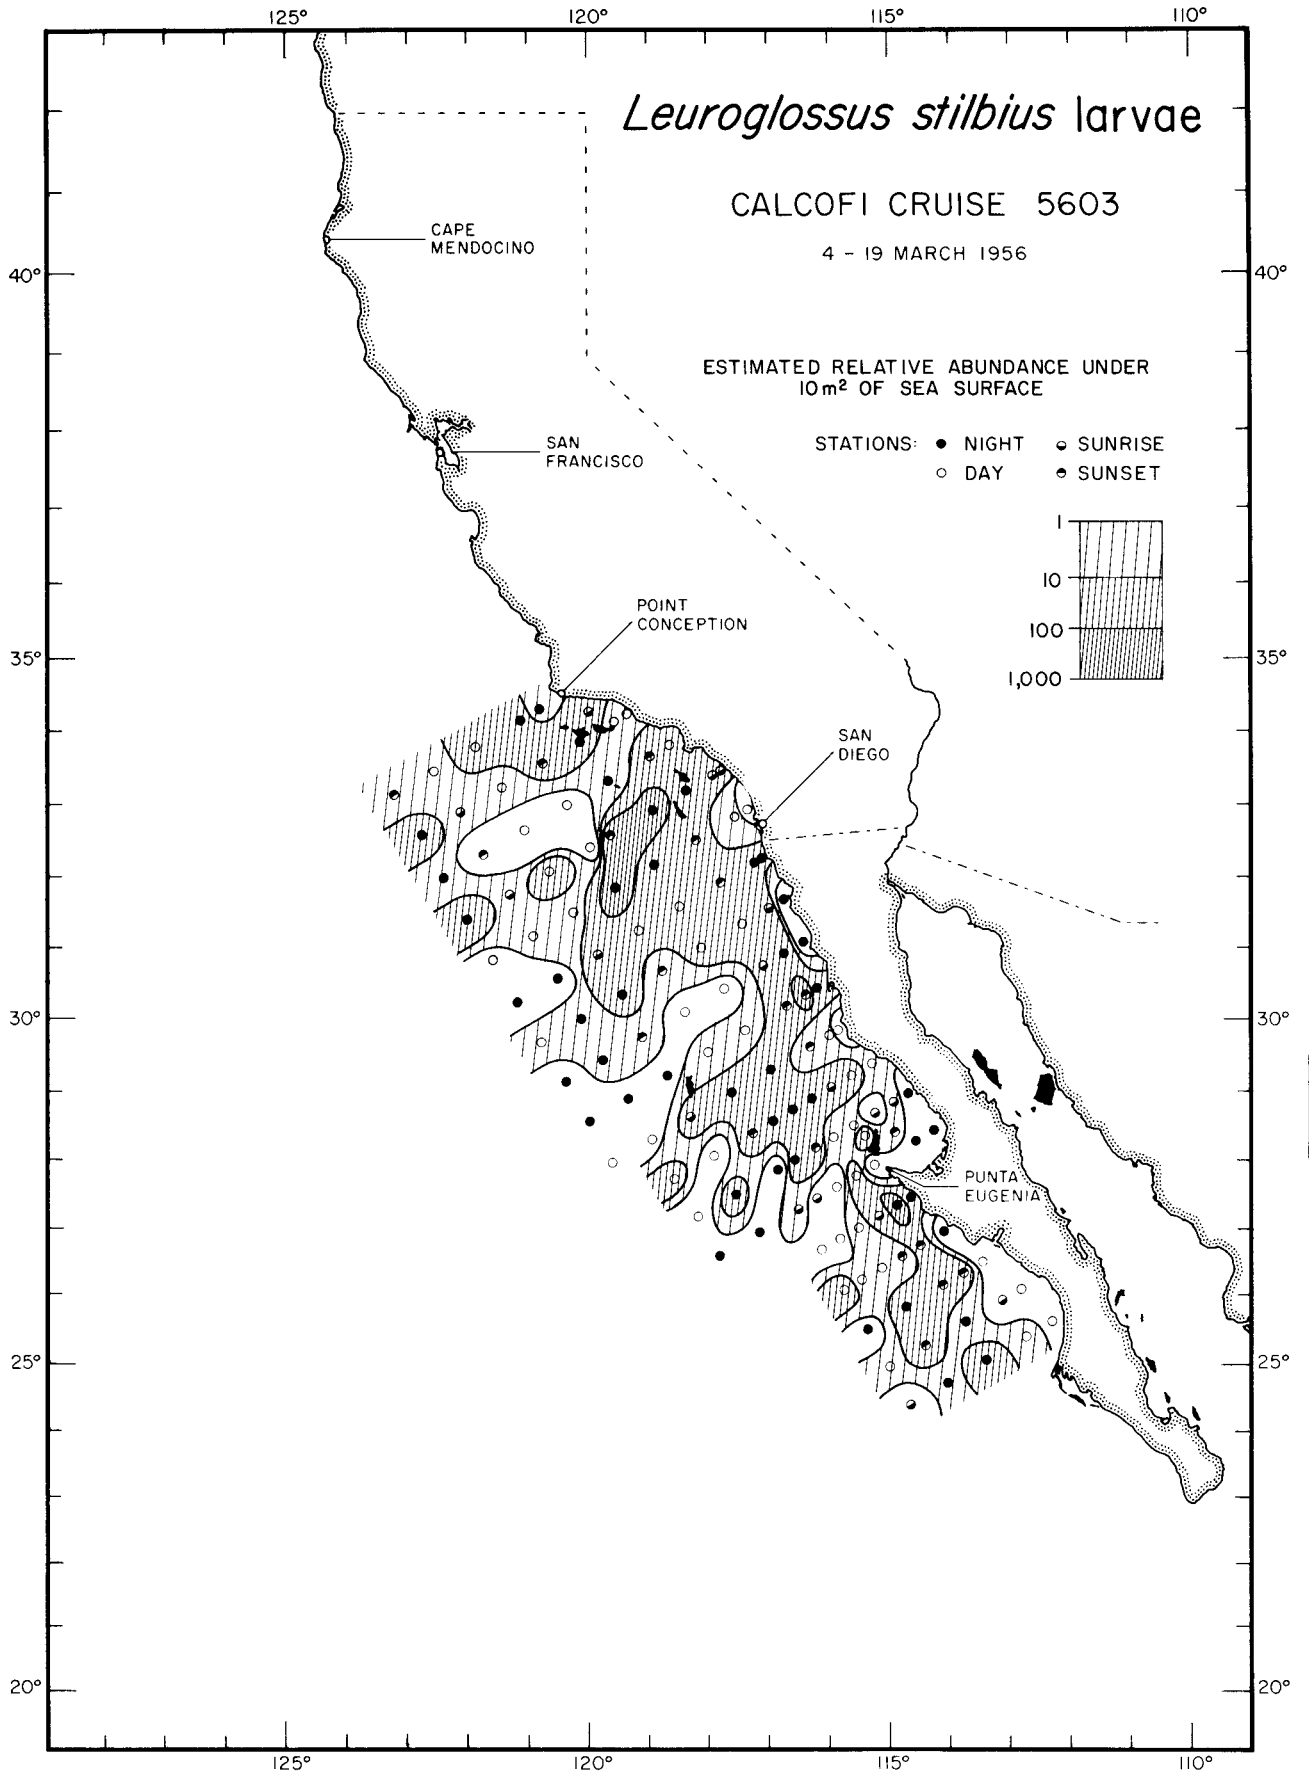 125° 120° 115° 110°
Leuroglossus stilbius larvae
CALCOFI CRUISE 5603
4 - 19 MARCH 1956
CAPE
MENDOCINO
40° 40°
ESTIMATED RELATIVE ABUNDANCE UNDER
10m² OF SEA SURFACE
STATIONS: ● NIGHT ◒ SUNRISE
○ DAY ◓ SUNSET
SAN
FRANCISCO
1
10
100
1,000
POINT
CONCEPTION
35° 35°
SAN
DIEGO
30° 30°
PUNTA
EUGENIA
25° 25°
20° 20°
125° 120° 115° 110°